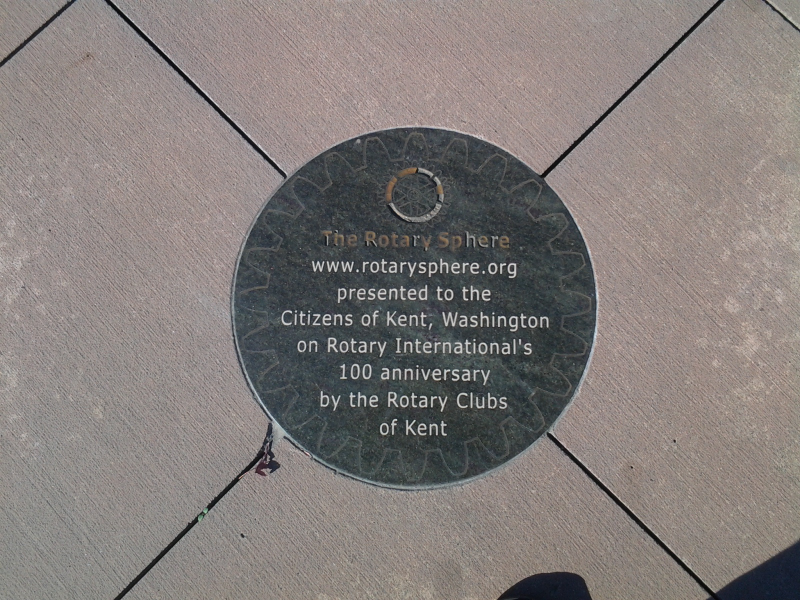 The Rotary Sphere
www.rotarysphere.org
presented to the
Citizens of Kent, Washington
on Rotary International's
100 anniversary
by the Rotary Clubs
of Kent